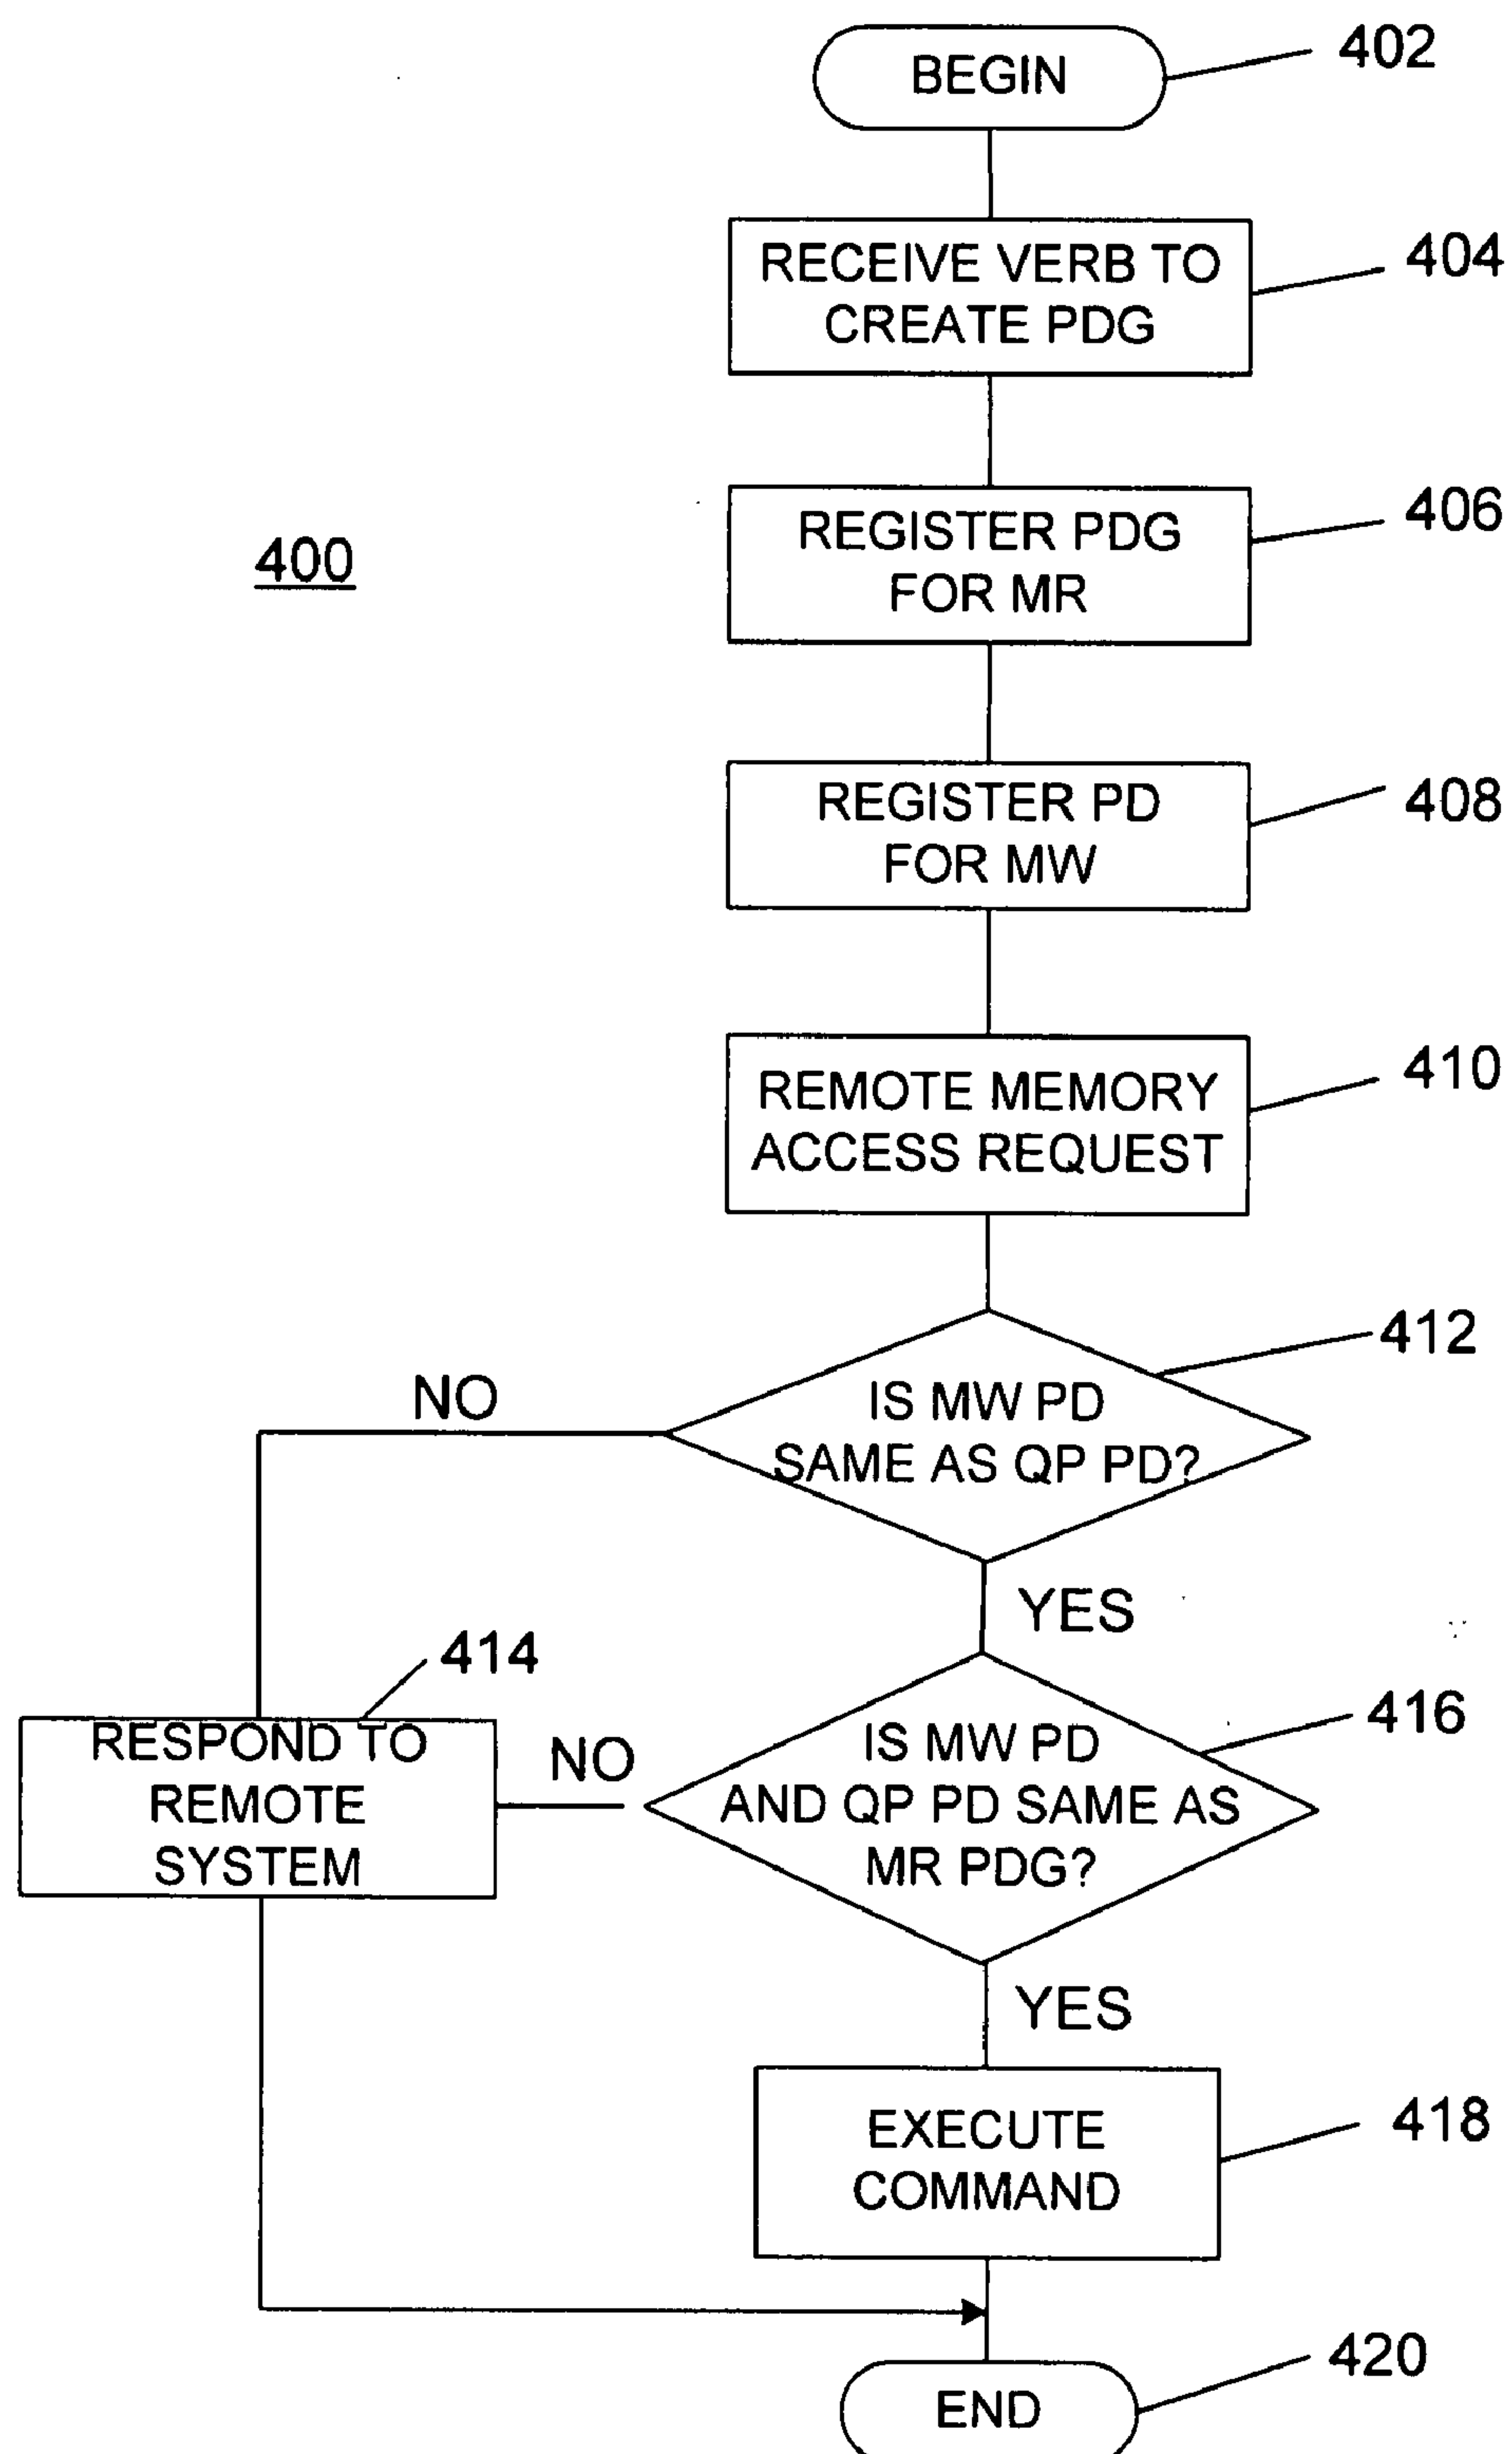 BEGIN
402
RECEIVE VERB TO
CREATE PDG
404
REGISTER PDG
FOR MR
406
400
REGISTER PD
FOR MW
408
REMOTE MEMORY
ACCESS REQUEST
410
IS MW PD
SAME AS QP PD?
412
NO
YES
414
RESPOND TO
REMOTE
SYSTEM
NO
IS MW PD
AND QP PD SAME AS
MR PDG?
416
YES
EXECUTE
COMMAND
418
END
420